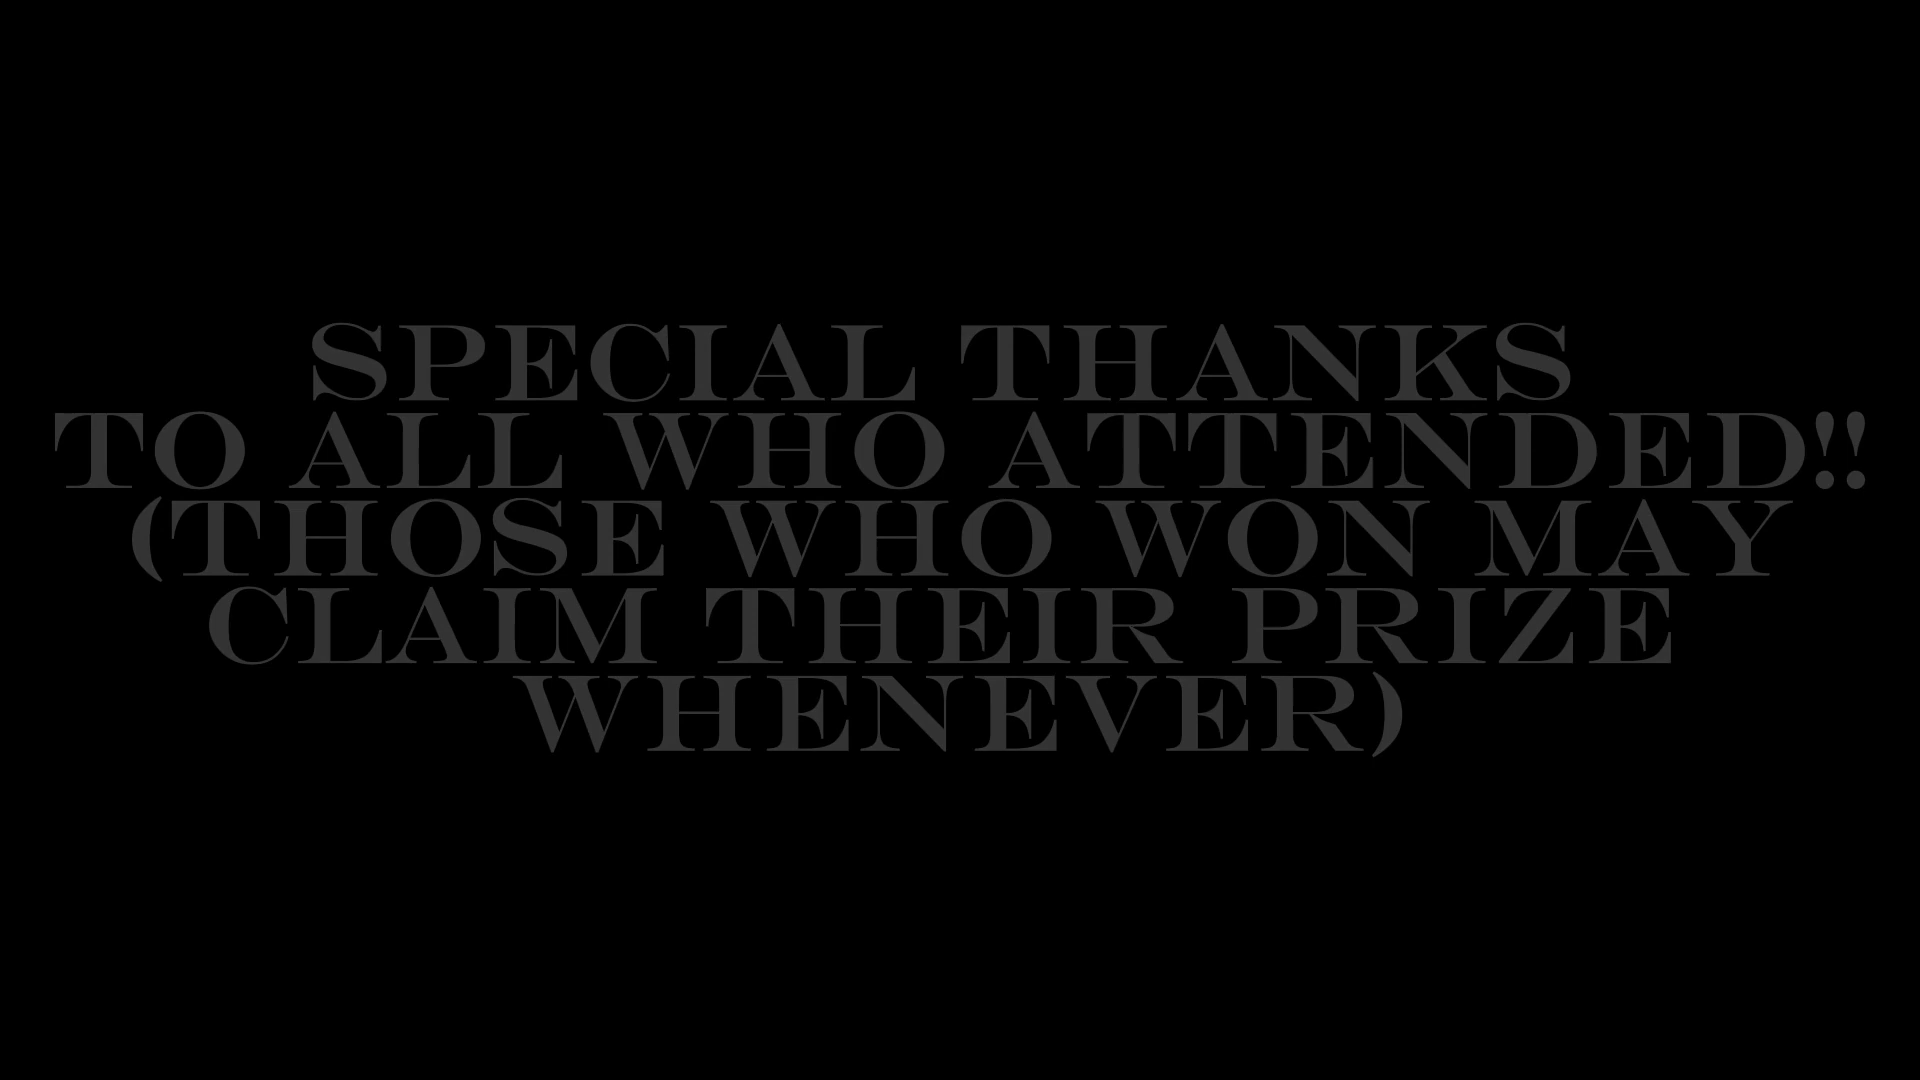 SPECIAL THANKS
TO ALL WHO ATTENDED!!
(THOSE WHO WON MAY
CLAIM THEIR PRIZE
WHENEVER)